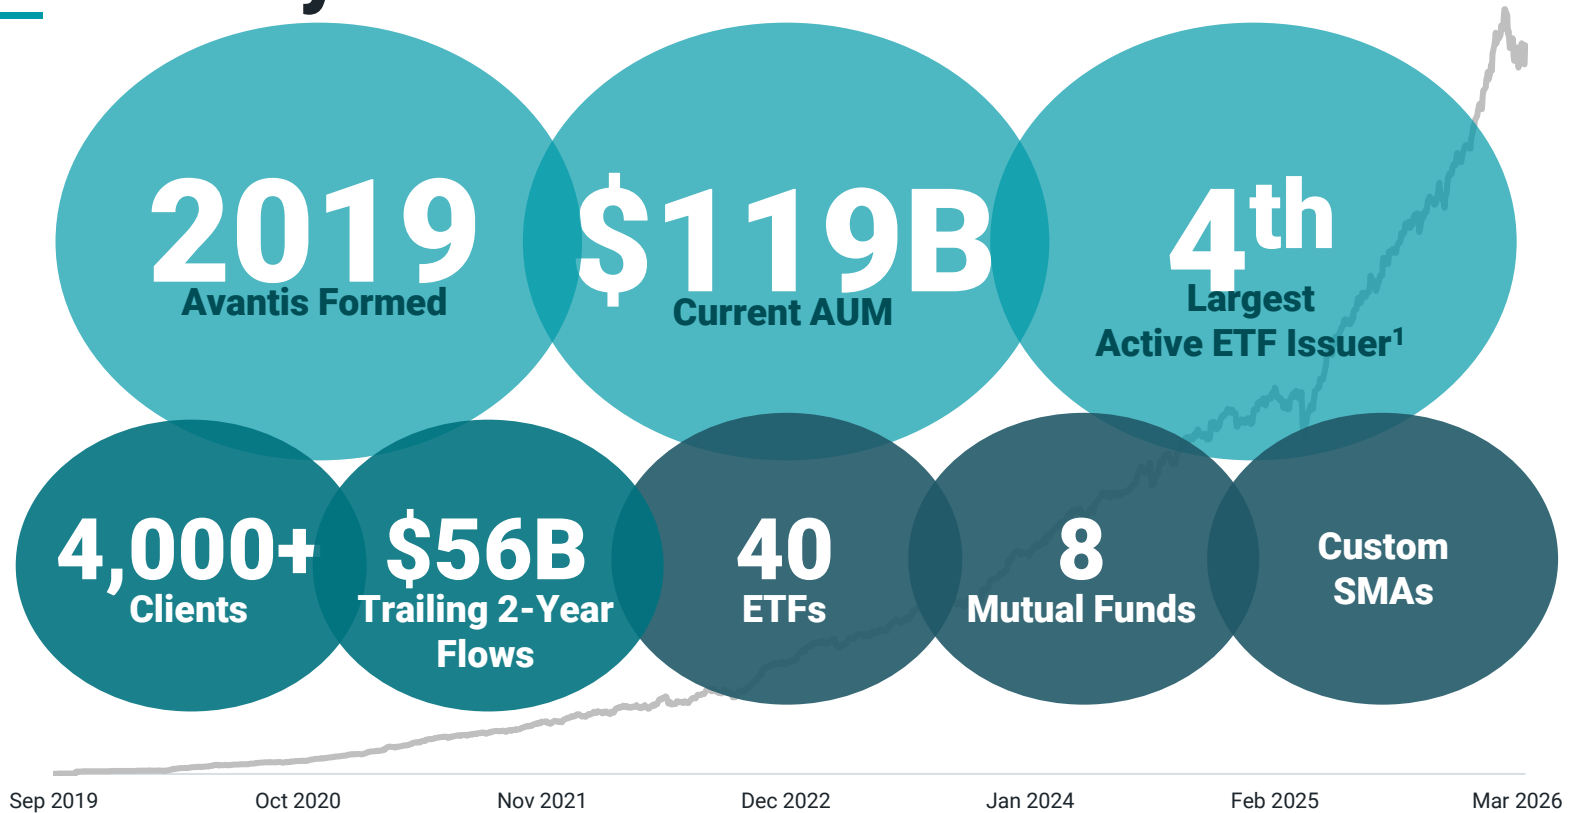 2019
Avantis Formed
$119B
Current AUM
4th
Largest
Active ETF Issuer¹
4,000+
Clients
$56B
Trailing 2-Year
Flows
40
ETFs
8
Mutual Funds
Custom
SMAs
Sep 2019
Oct 2020
Nov 2021
Dec 2022
Jan 2024
Feb 2025
Mar 2026